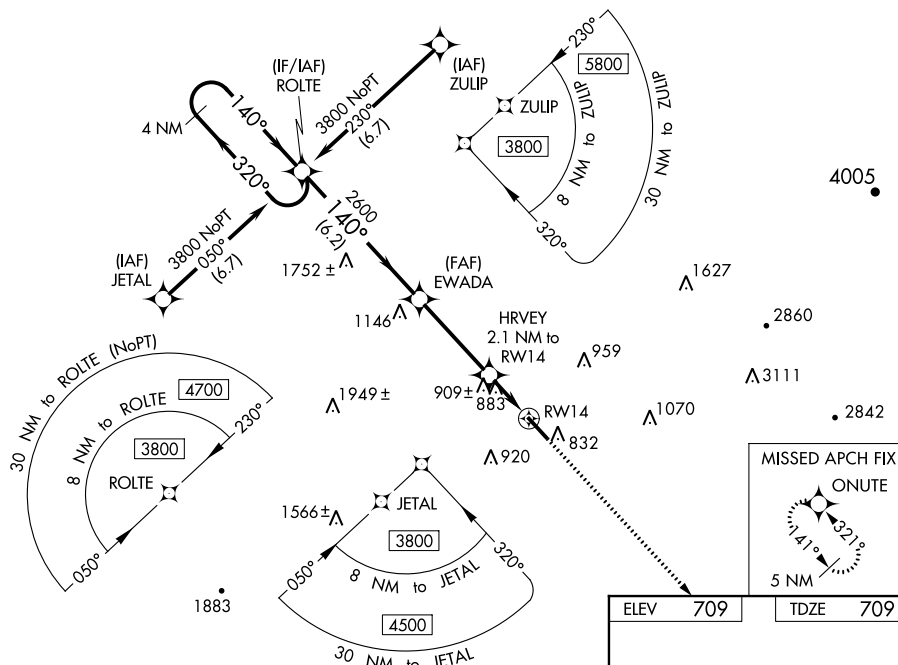 (IF/IAF)
ROLTE
(IAF)
ZULIP
3800 NoPT
230°
(6.7)
4 NM
140°
320°
3800 NoPT
050°
(6.7)
(IAF)
JETAL
2600
140°
(6.2)
230°
5800
ZULIP
3800
8 NM to ZULIP
30 NM to ZULIP
320°
4005
1752 ±
(FAF)
EWADA
1146
1627
HRVEY
2.1 NM to
RW14
2860
959
3111
909±
883
1949 ±
RW14
832
1070
2842
920
30 NM to ROLTE (NoPT)
4700
8 NM to ROLTE
230°
3800
ROLTE
050°
1566±
JETAL
3800
050°
320°
8 NM to JETAL
4500
30 NM to JETAL
1883
MISSED APCH FIX
ONUTE
141°
321°
5 NM
ELEV 709
TDZE 709